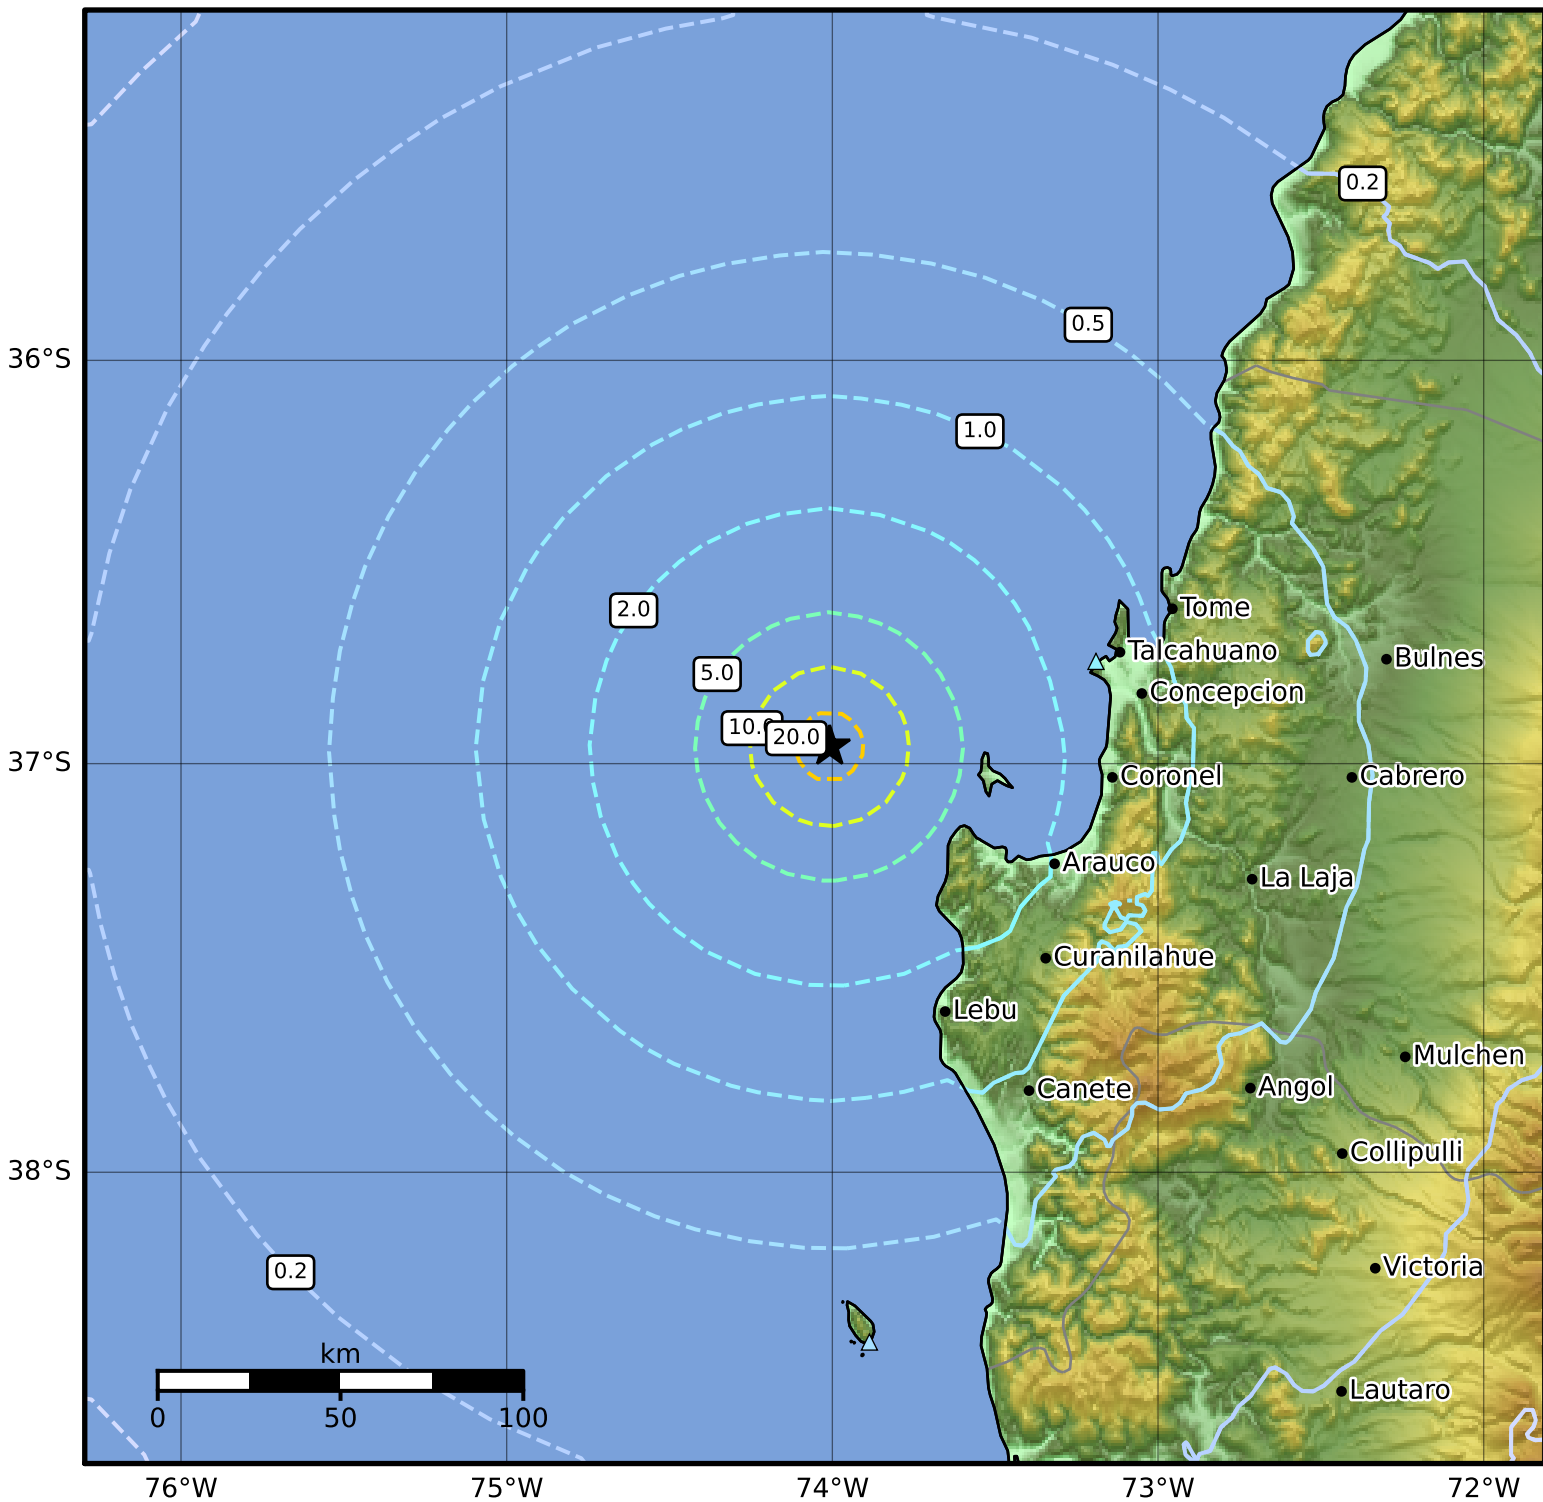 0.2
0.5
36°S
1.0
2.0
Tome
Talcahuano
Bulnes
5.0
Concepcion
10.0
20.0
37°S
Coronel
Cabrero
Arauco
La Laja
Curanilahue
Lebu
Mulchen
Canete
Angol
Collipulli
38°S
Victoria
0.2
km
0 50 100
Lautaro
76°W 75°W 74°W 73°W 72°W